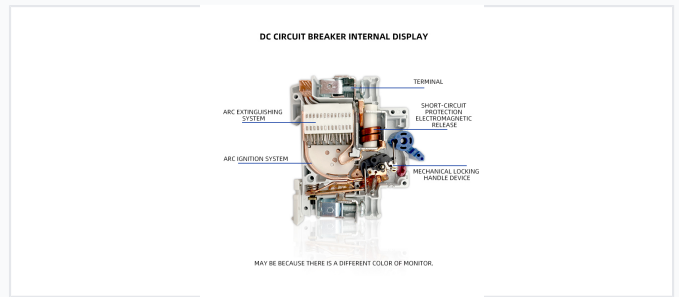 DC CIRCUIT BREAKER INTERNAL DISPLAY
TERMINAL
ARC EXTINGUISHING
SYSTEM
SHORT-CIRCUIT
PROTECTION
ELECTROMAGNETIC
RELEASE
ARC IGNITION SYSTEM
MECHANICAL LOCKING
HANDLE DEVICE
MAY BE BECAUSE THERE IS A DIFFERENT COLOR OF MONITOR.